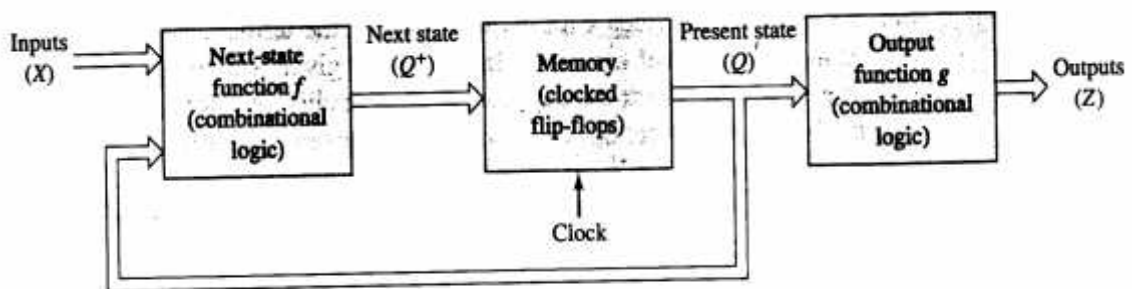 Inputs
(X)
Next-state
function f
(combinational
logic)
Next state
(Q⁺)
Memory
(clocked
flip-flops)
Clock
Present state
(Q)
Output
function g
(combinational
logic)
Outputs
(Z)